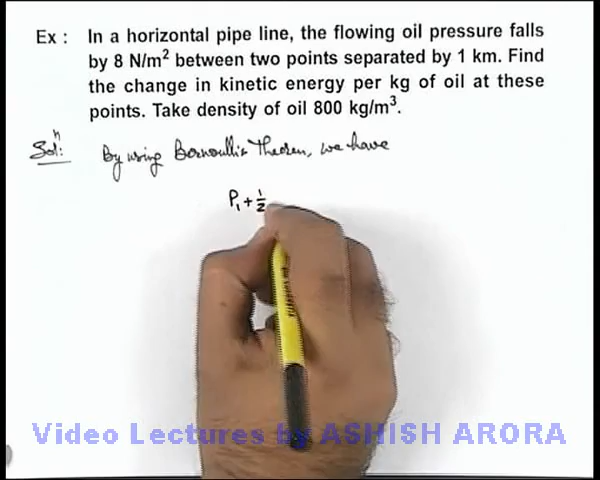 Ex : In a horizontal pipe line, the flowing oil pressure falls
by 8 N/m² between two points separated by 1 km. Find
the change in kinetic energy per kg of oil at these
points. Take density of oil 800 kg/m³.
Solⁿ: By using Bernoulli's Theorem, we have
P₁ + ½
Video Lectures by ASHISH ARORA